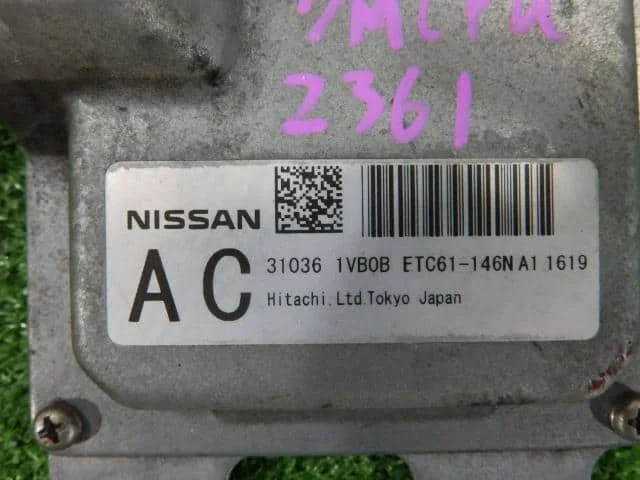 2361
NISSAN
AC 31036 1VB0B ETC61-146N A1 1619
Hitachi.Ltd.Tokyo Japan